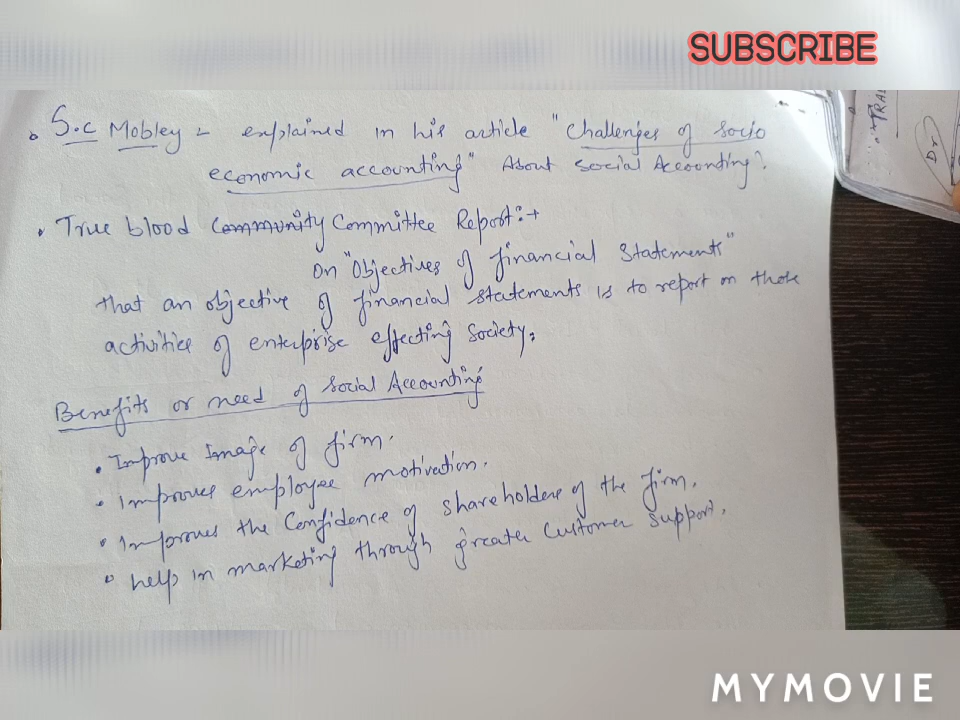 SUBSCRIBE
• S.C Mobley - explained in his article "Challenges of socio
economic accounting" About Social Accounting.
• True blood Community Committee Report:+
on "Objectives of financial Statements"
that an objective of financial statements is to report on those
activities of enterprise effecting society.
Benefits or need of social Accounting
• Improve Image of firm.
• Improves employee motivation.
• Improves the Confidence of shareholders of the firm.
• help in marketing through greater Customer support.
TRAI
Dr
MYMOVIE